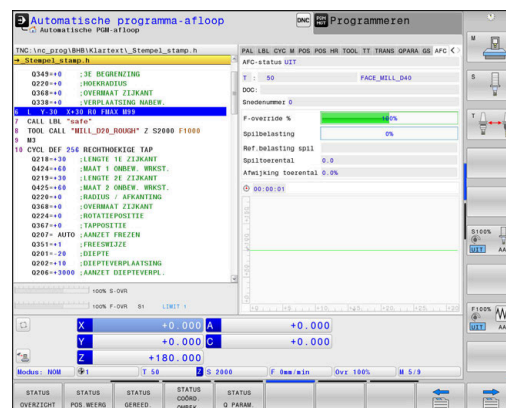 Automatische programma-afloop
Automatische PGM-afloop
DNC
Programmeren
TNC:\nc_prog\BHB\Klartext\_Stempel_stamp.h
→_Stempel_stamp.h
Q349=+0 ;3E BEGRENZING
Q220=+0 ;HOEKRADIUS
Q368=+0 ;OVERMAAT ZIJKANT
Q338=+0 ;VERPLAATSING NABEW.
6 L Y-30 X+30 R0 FMAX M99
7 CALL LBL "safe"
8 TOOL CALL "MILL_D20_ROUGH" Z S2000 F1000
9 M3
10 CYCL DEF 256 RECHTHOEKIGE TAP
Q218=+30 ;LENGTE 1E ZIJKANT
Q424=+60 ;MAAT 1 ONBEW. WRKST.
Q219=+30 ;LENGTE 2E ZIJKANT
Q425=+60 ;MAAT 2 ONBEW. WRKST.
Q220=+0 ;RADIUS / AFKANTING
Q368=+0 ;OVERMAAT ZIJKANT
Q224=+0 ;ROTATIEPOSITIE
Q367=+0 ;TAPPOSITIE
Q207= AUTO ;AANZET FREZEN
Q351=+1 ;FREESWIJZE
Q201=-20 ;DIEPTE
Q202=+10 ;DIEPTEVERPLAATSING
Q206=+3000 ;AANZET DIEPTEVERPL.
100% S-OVR
100% F-OVR S1 LIMIT 1
PAL LBL CYC M POS POS HR TOOL TT TRANS QPARA GS AFC
AFC-status UIT
T : 50 FACE_MILL_D40
DOC:
Snedenummer 0
F-override % 100%
Spilbelasting 0%
Ref.belasting spil
Spiltoerental 0.0
Afwijking toerental 0.0%
00:00:01
X +0.000 A +0.000
Y +0.000 C +0.000
Z +180.000
Modus: NOM 1 T 50 Z S 2000 F 0mm/min Ovr 100% M 5/9
STATUS OVERZICHT
STATUS POS.WEERG
STATUS GEREED.
STATUS COÖRD. OMREK.
STATUS Q PARAM.
M
S
T
S100%
UIT AA
F100%
UIT AA